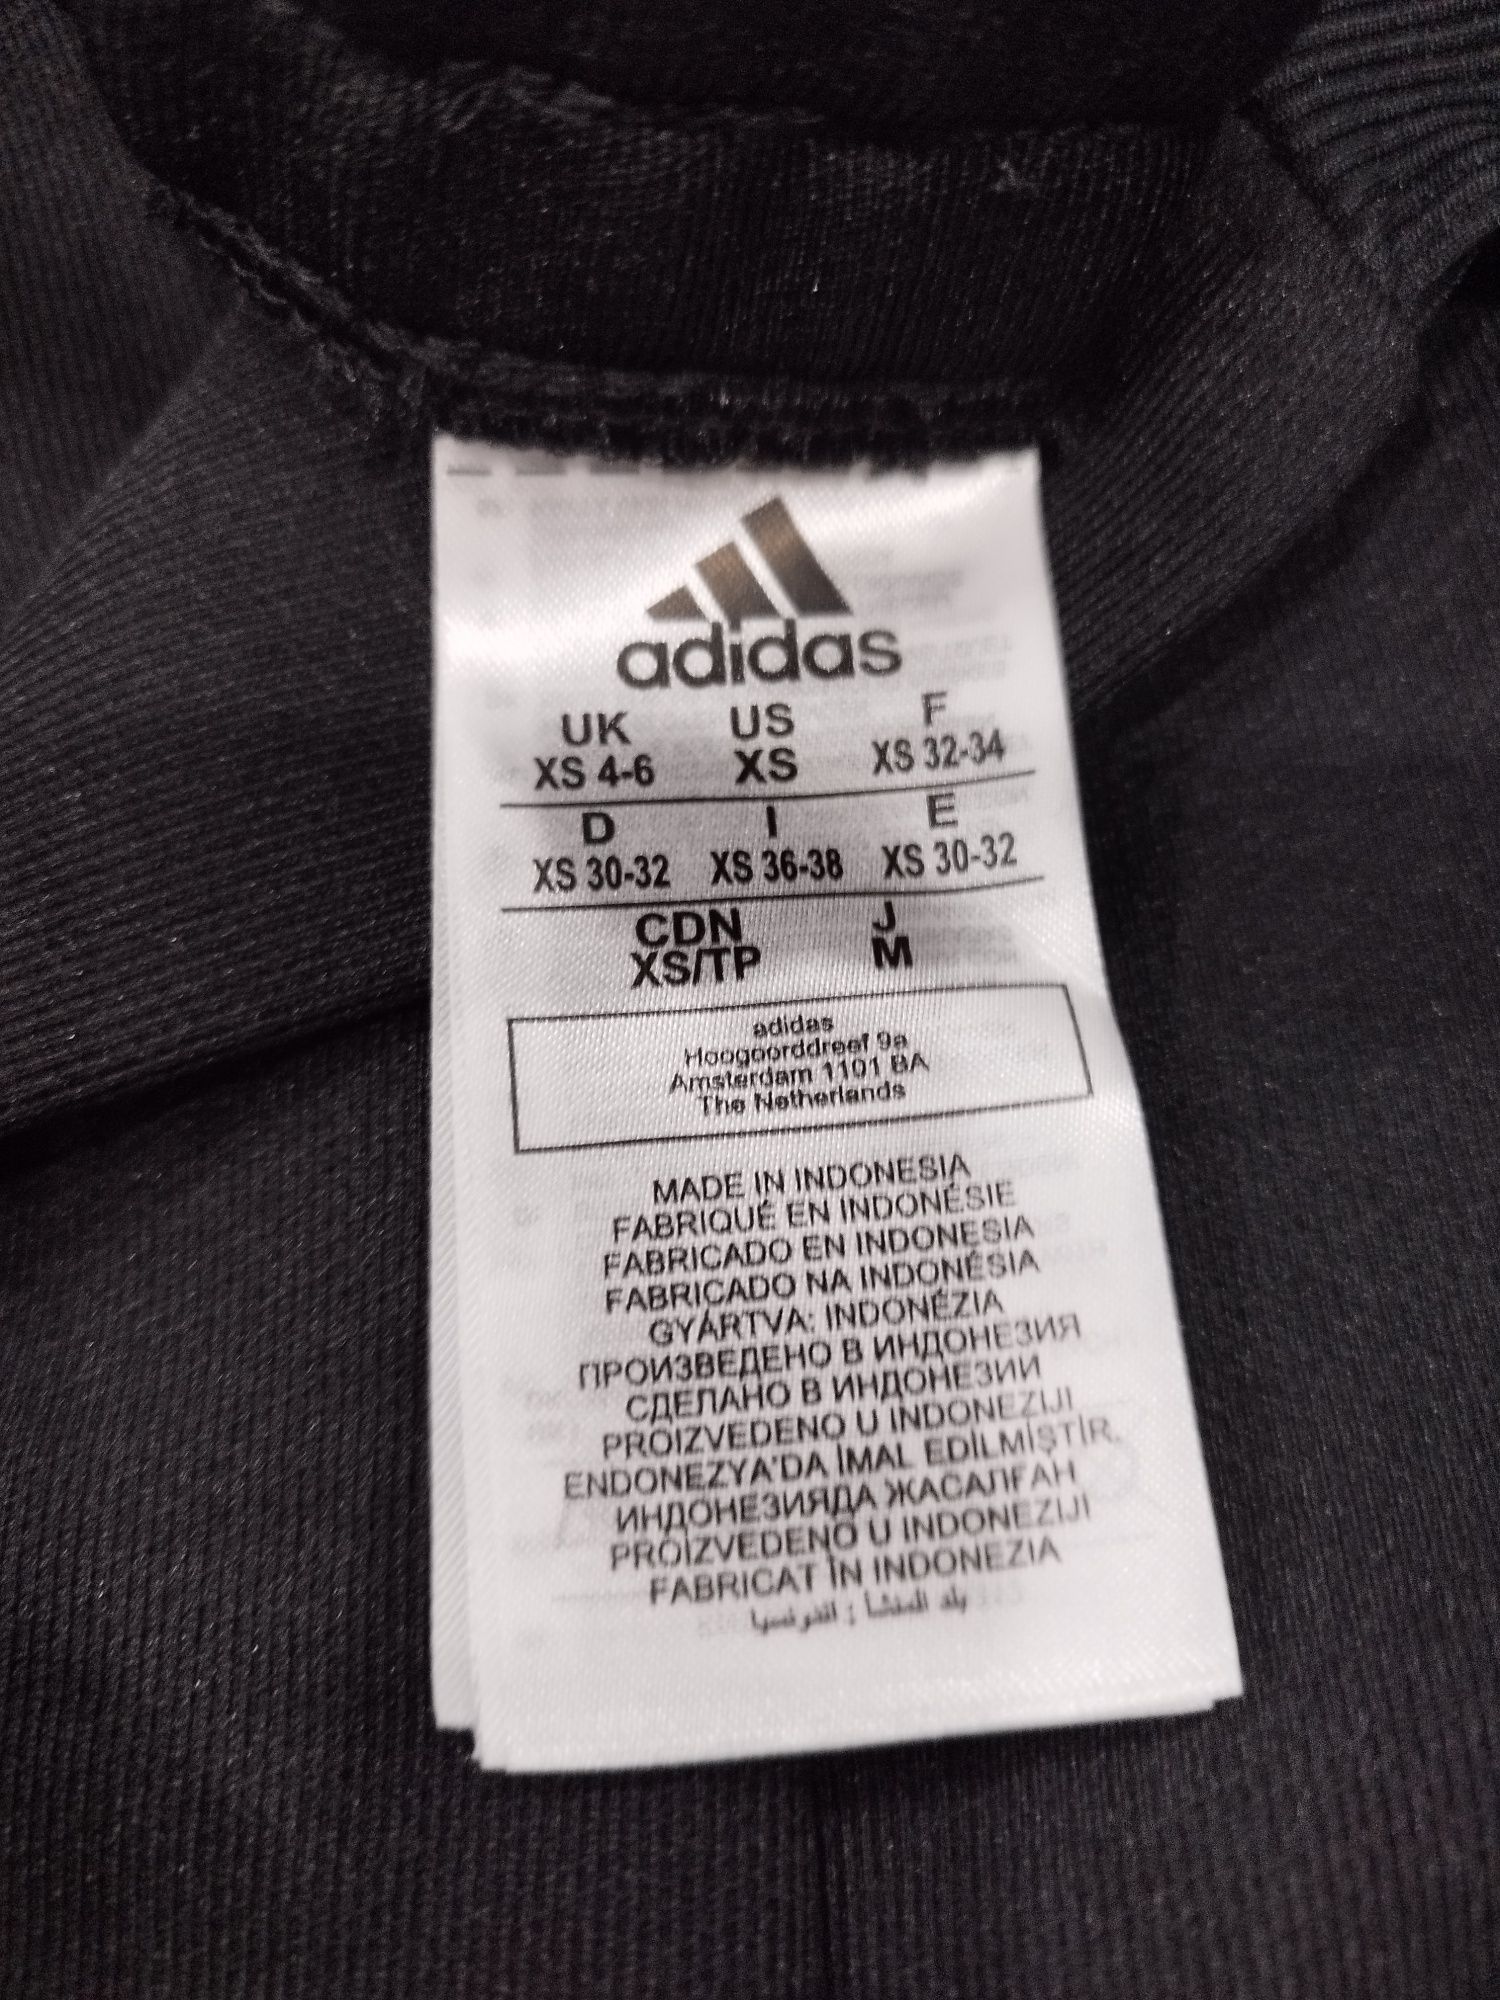 adidas
UK US F
XS 4-6 XS XS 32-34
D I E
XS 30-32 XS 36-38 XS 30-32
CDN J
XS/TP M
adidas
Hoogoorddreef 9a
Amsterdam 1101 BA
The Netherlands
MADE IN INDONESIA
FABRIQUÉ EN INDONÉSIE
FABRICADO EN INDONESIA
FABRICADO NA INDONÉSIA
GYÁRTVA: INDONÉZIA
ПРОИЗВЕДЕНО В ИНДОНЕЗИЯ
СДЕЛАНО В ИНДОНЕЗИИ
PROIZVEDENO U INDONEZIJI
ENDONEZYA'DA İMAL EDİLMİŞTİR.
ИНДОНЕЗИЯДА ЖАСАЛҒАН
PROIZVEDENO U INDONEZIJI
FABRICAT ÎN INDONEZIA
بلد المنشأ :